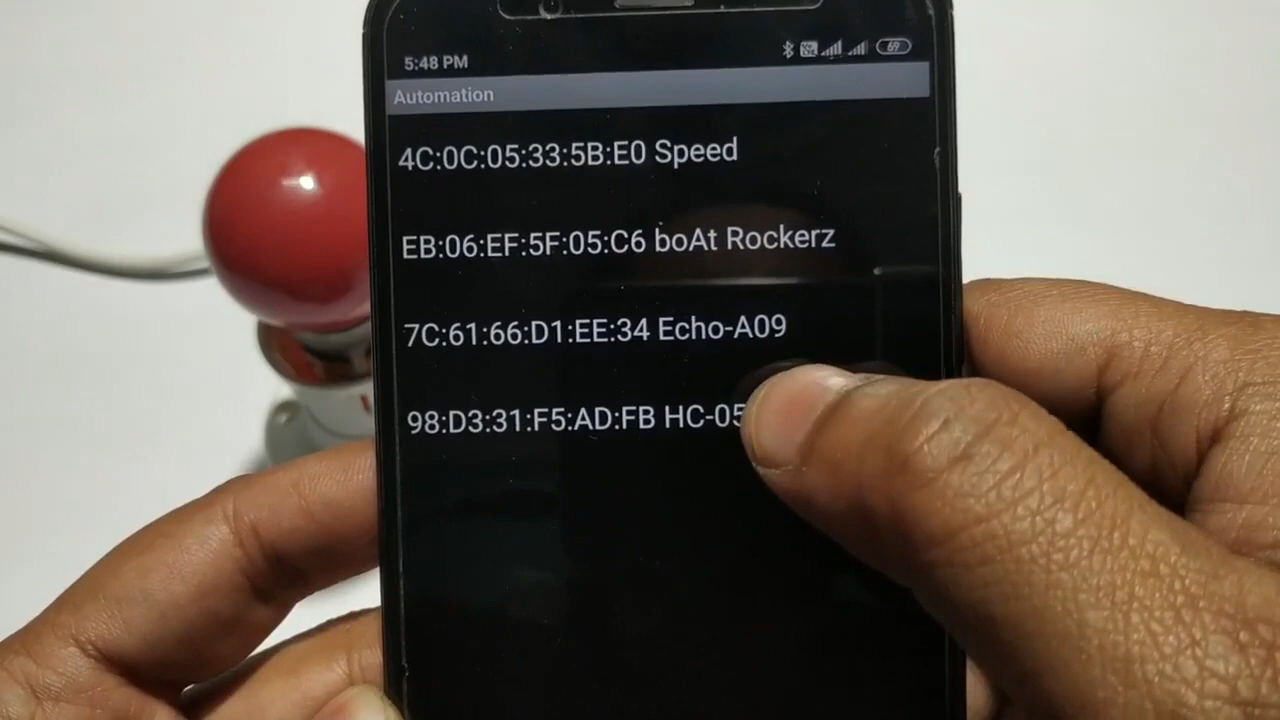 5:48 PM
69
Automation
4C:0C:05:33:5B:E0 Speed
EB:06:EF:5F:05:C6 boAt Rockerz
7C:61:66:D1:EE:34 Echo-A09
98:D3:31:F5:AD:FB HC-05